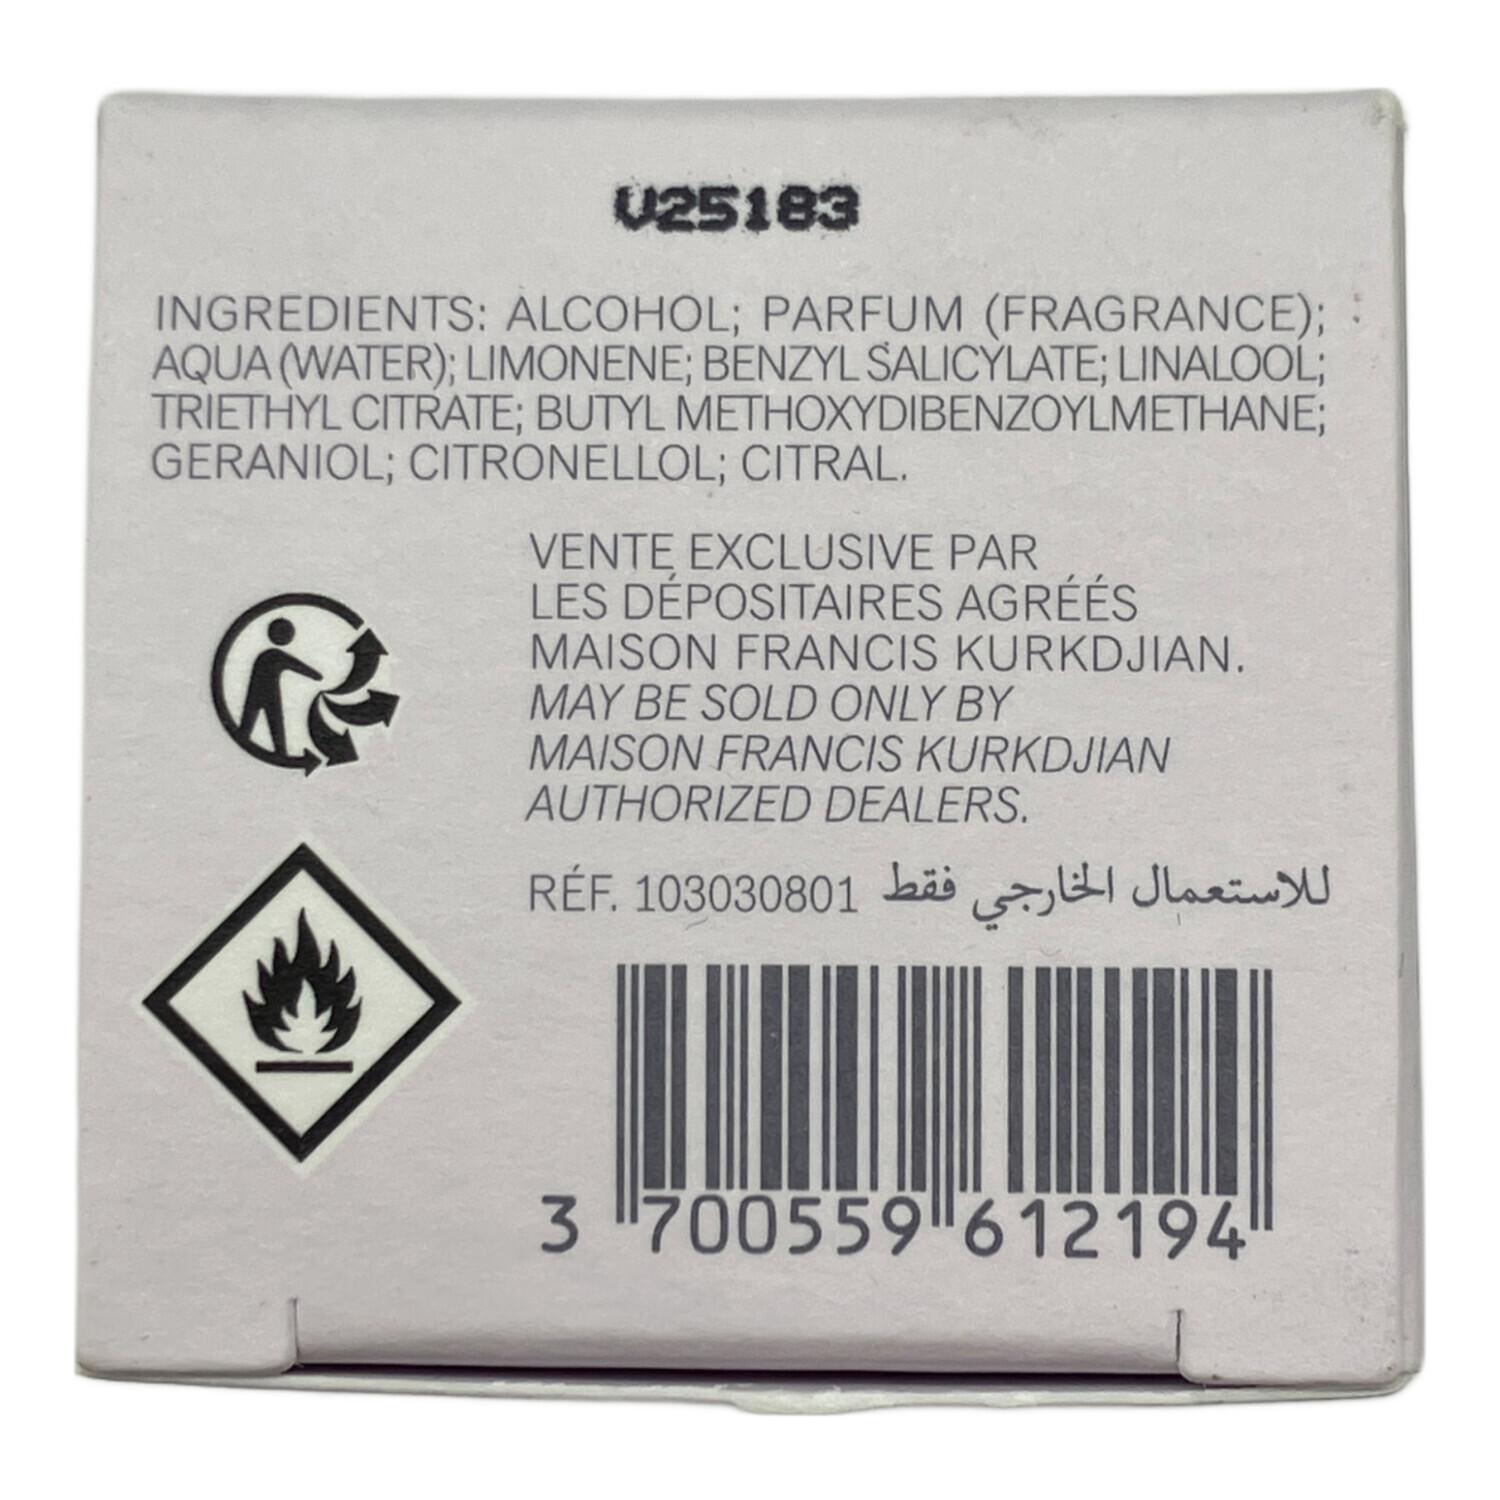 V25183
INGREDIENTS: ALCOHOL; PARFUM (FRAGRANCE);
AQUA (WATER); LIMONENE; BENZYL SALICYLATE; LINALOOL;
TRIETHYL CITRATE; BUTYL METHOXYDIBENZOYLMETHANE;
GERANIOL; CITRONELLOL; CITRAL.
VENTE EXCLUSIVE PAR
LES DÉPOSITAIRES AGRÉÉS
MAISON FRANCIS KURKDJIAN.
MAY BE SOLD ONLY BY
MAISON FRANCIS KURKDJIAN
AUTHORIZED DEALERS.
RÉF. 103030801 للاستعمال الخارجي فقط
3 700559 612194